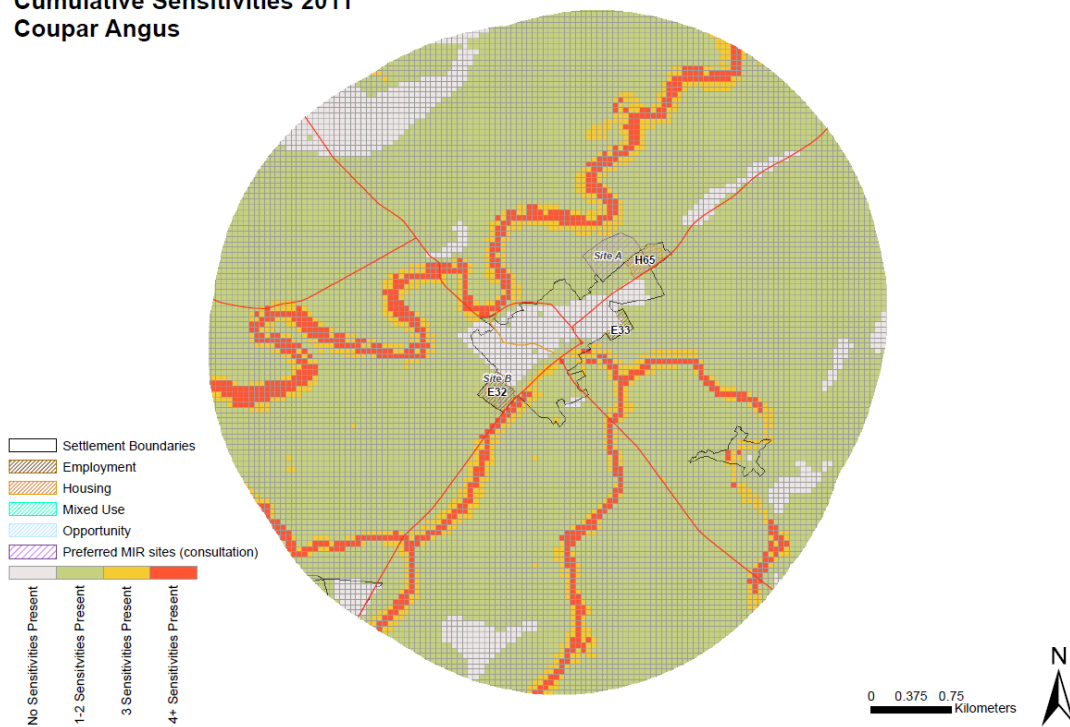 Cumulative Sensitivities 2011
Coupar Angus
Site A
H65
E33
Site B
E32
Settlement Boundaries
Employment
Housing
Mixed Use
Opportunity
Preferred MIR sites (consultation)
No Sensitivities Present
1-2 Sensitivities Present
3 Sensitivities Present
4+ Sensitivities Present
N
0 0.375 0.75
Kilometers